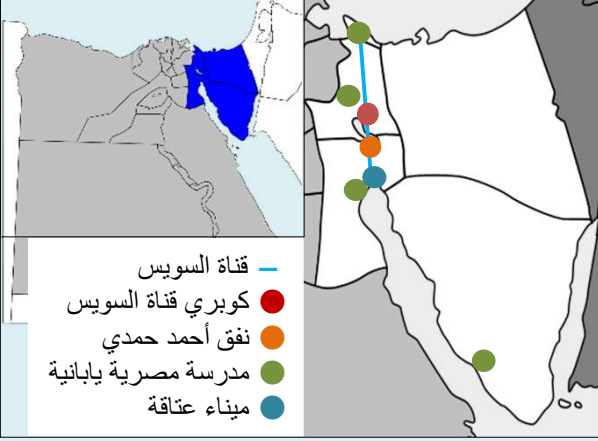 قناة السويس
كوبري قناة السويس
نفق أحمد حمدي
مدرسة مصرية يابانية
ميناء عتاقة